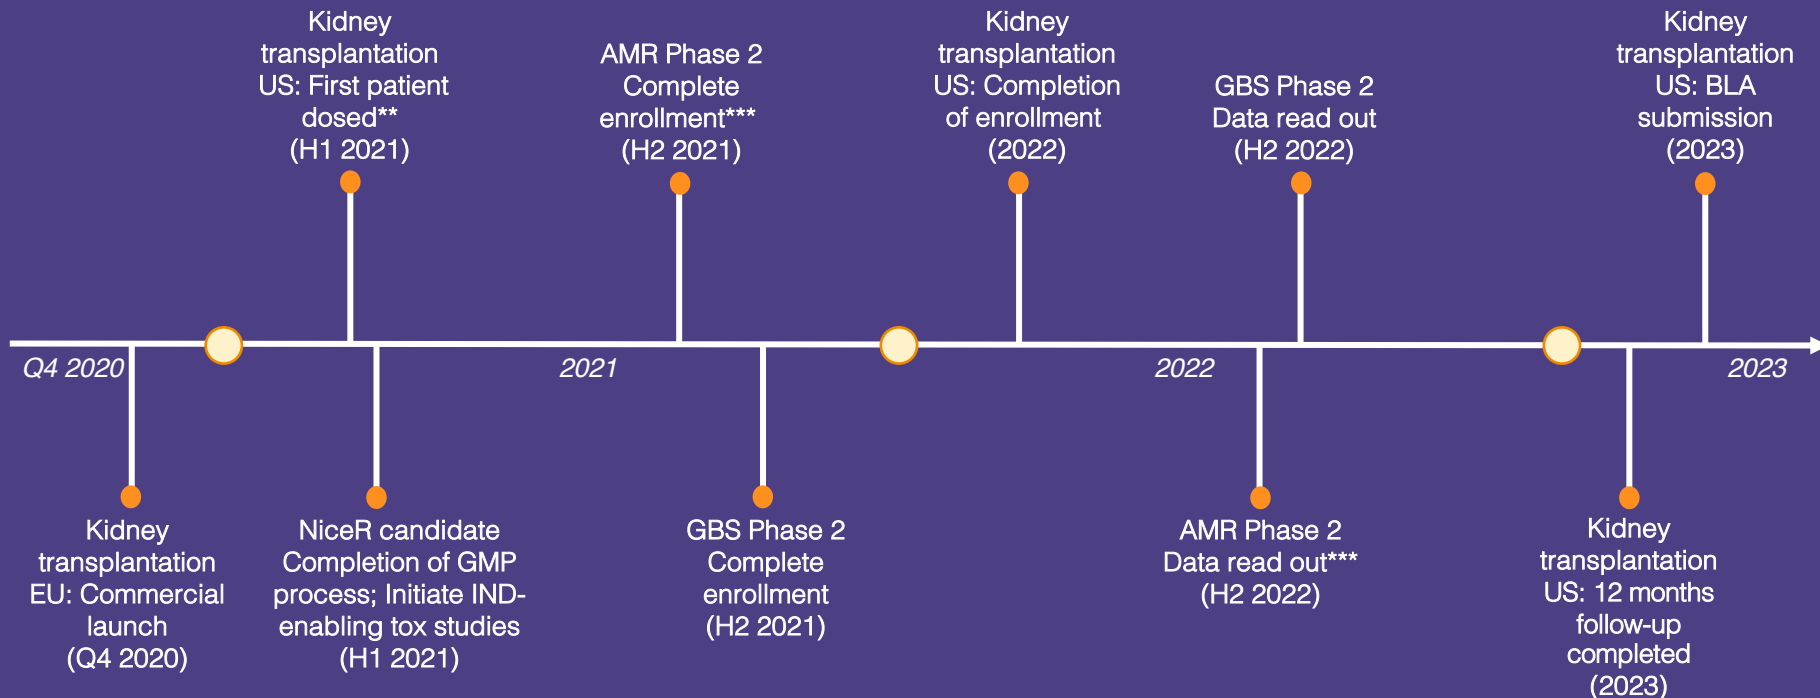 Kidney
transplantation
US: First patient
dosed**
(H1 2021)
AMR Phase 2
Complete
enrollment***
(H2 2021)
Kidney
transplantation
US: Completion
of enrollment
(2022)
GBS Phase 2
Data read out
(H2 2022)
Kidney
transplantation
US: BLA
submission
(2023)
Q4 2020
2021
2022
2023
Kidney
transplantation
EU: Commercial
launch
(Q4 2020)
NiceR candidate
Completion of GMP
process; Initiate IND-
enabling tox studies
(H1 2021)
GBS Phase 2
Complete
enrollment
(H2 2021)
AMR Phase 2
Data read out***
(H2 2022)
Kidney
transplantation
US: 12 months
follow-up
completed
(2023)